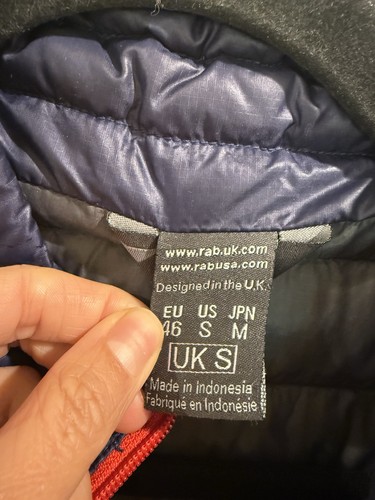 www.rab.uk.com
www.rabusa.com
Designed in the U.K.
EU US JPN
46 S M
UK S
Made in Indonesia
Fabriqué en Indonésie